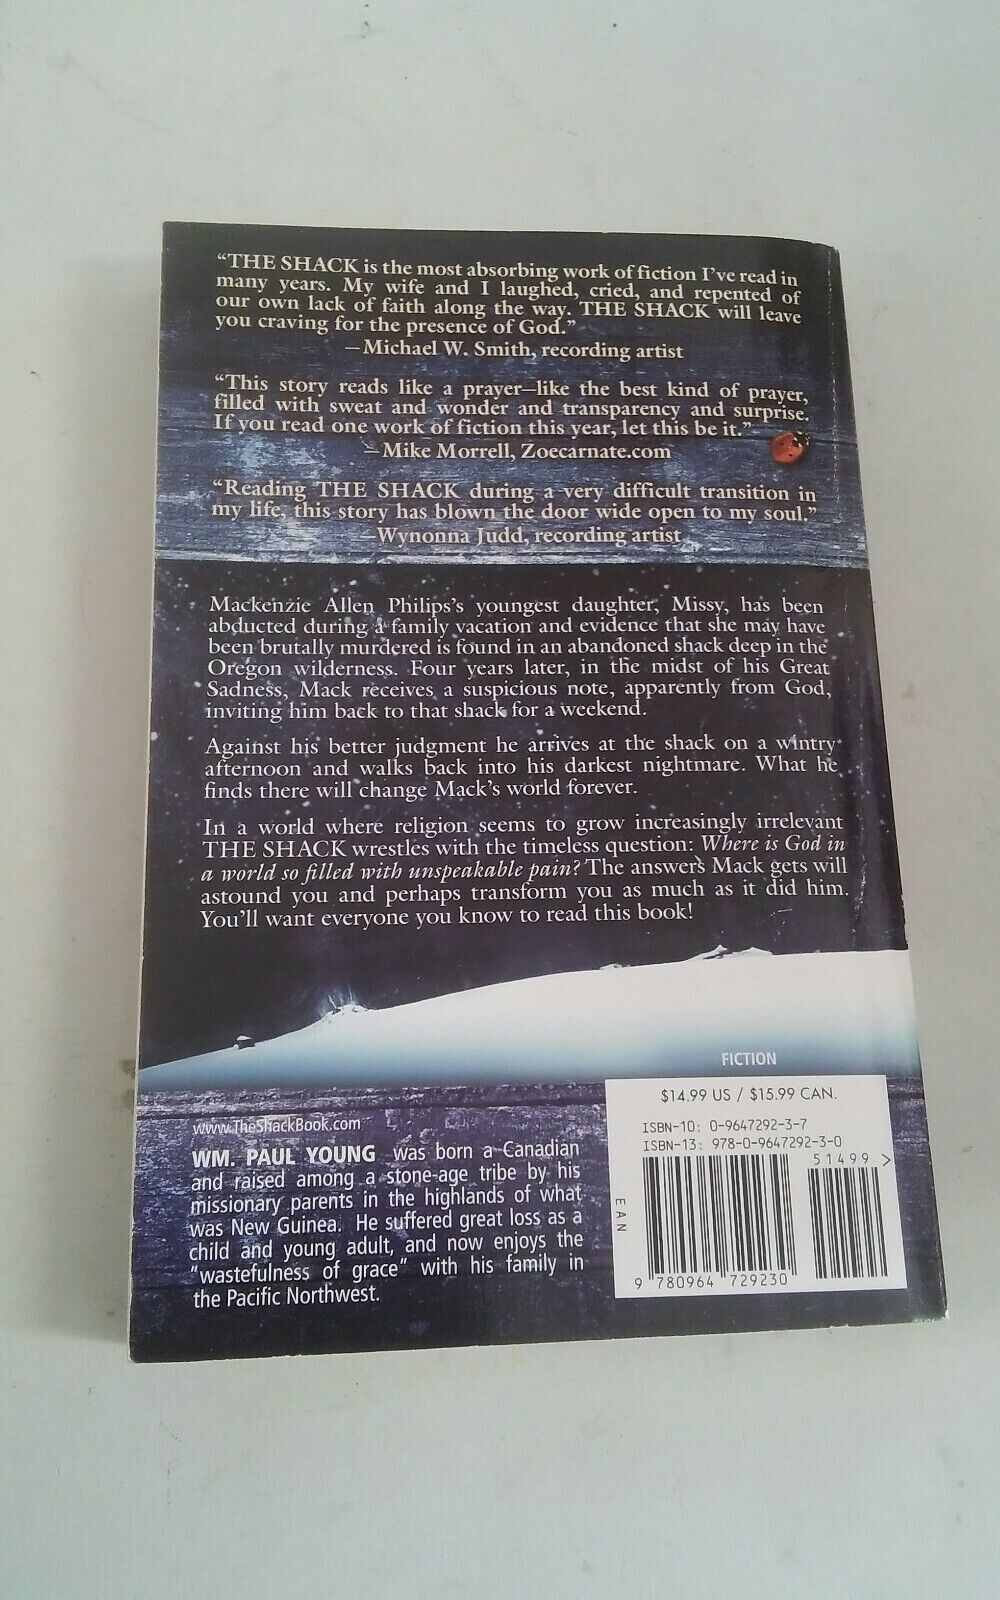 “THE SHACK is the most absorbing work of fiction I’ve read in
many years. My wife and I laughed, cried, and repented of
our own lack of faith along the way. THE SHACK will leave
you craving for the presence of God.”
—Michael W. Smith, recording artist
“This story reads like a prayer—like the best kind of prayer,
filled with sweat and wonder and transparency and surprise.
If you read one work of fiction this year, let this be it.”
—Mike Morrell, Zoecarnate.com
“Reading THE SHACK during a very difficult transition in
my life, this story has blown the door wide open to my soul.”
—Wynonna Judd, recording artist
Mackenzie Allen Philips’s youngest daughter, Missy, has been
abducted during a family vacation and evidence that she may have
been brutally murdered is found in an abandoned shack deep in the
Oregon wilderness. Four years later, in the midst of his Great
Sadness, Mack receives a suspicious note, apparently from God,
inviting him back to that shack for a weekend.
Against his better judgment he arrives at the shack on a wintry
afternoon and walks back into his darkest nightmare. What he
finds there will change Mack’s world forever.
In a world where religion seems to grow increasingly irrelevant
THE SHACK wrestles with the timeless question: Where is God in
a world so filled with unspeakable pain? The answers Mack gets will
astound you and perhaps transform you as much as it did him.
You’ll want everyone you know to read this book!
FICTION
www.TheShackBook.com
WM. PAUL YOUNG was born a Canadian
and raised among a stone-age tribe by his
missionary parents in the highlands of what
was New Guinea. He suffered great loss as a
child and young adult, and now enjoys the
“wastefulness of grace” with his family in
the Pacific Northwest.
$14.99 US / $15.99 CAN.
ISBN-10: 0-9647292-3-7
ISBN-13: 978-0-9647292-3-0
51499>
EAN
9 780964 729230